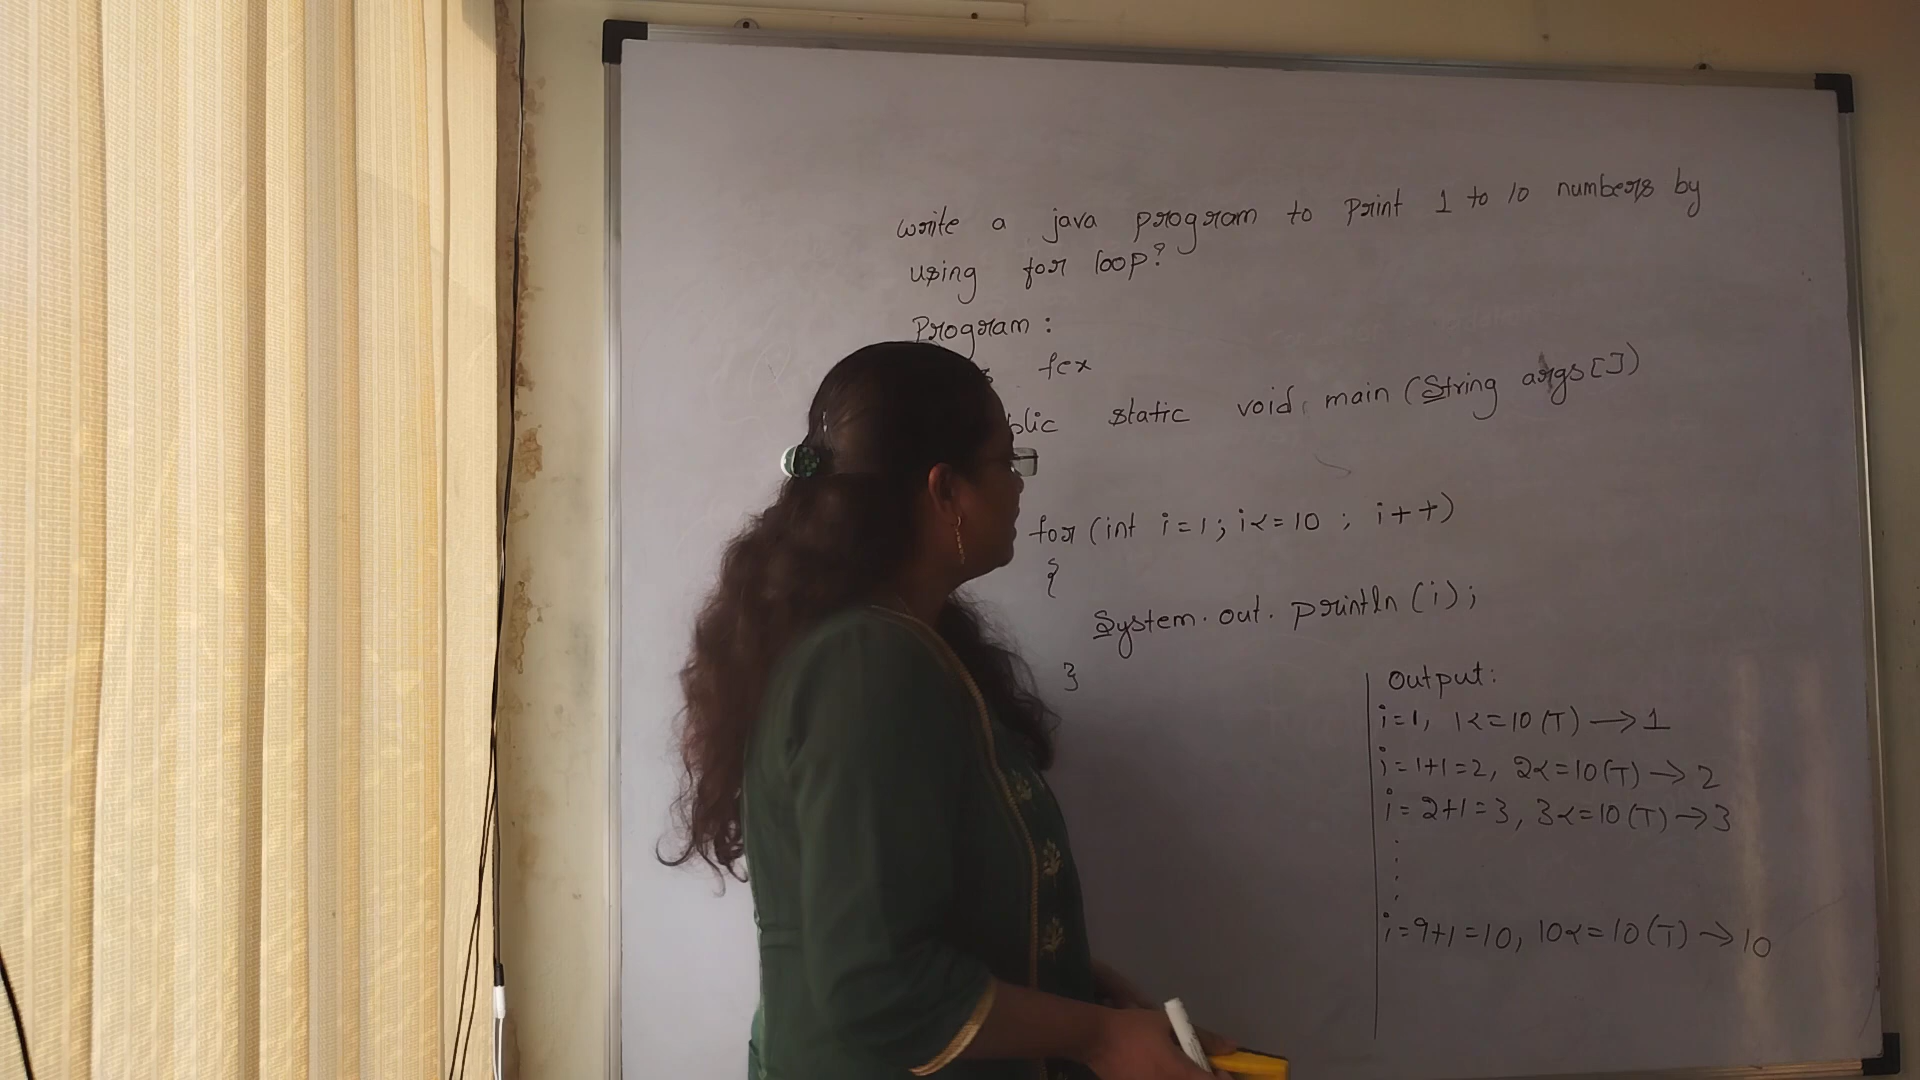 write a java program to Print 1 to 10 numbers by
using for loop?
Program :
fcx
static void main (String args[])
for (int i=1; i<=10 ; i++)
{
System.out.println (i);
}
Output:
i=1, 1<=10 (T) → 1
i=1+1=2, 2<=10(T) → 2
i=2+1=3, 3<=10(T) → 3
i=9+1=10, 10<=10(T) → 10